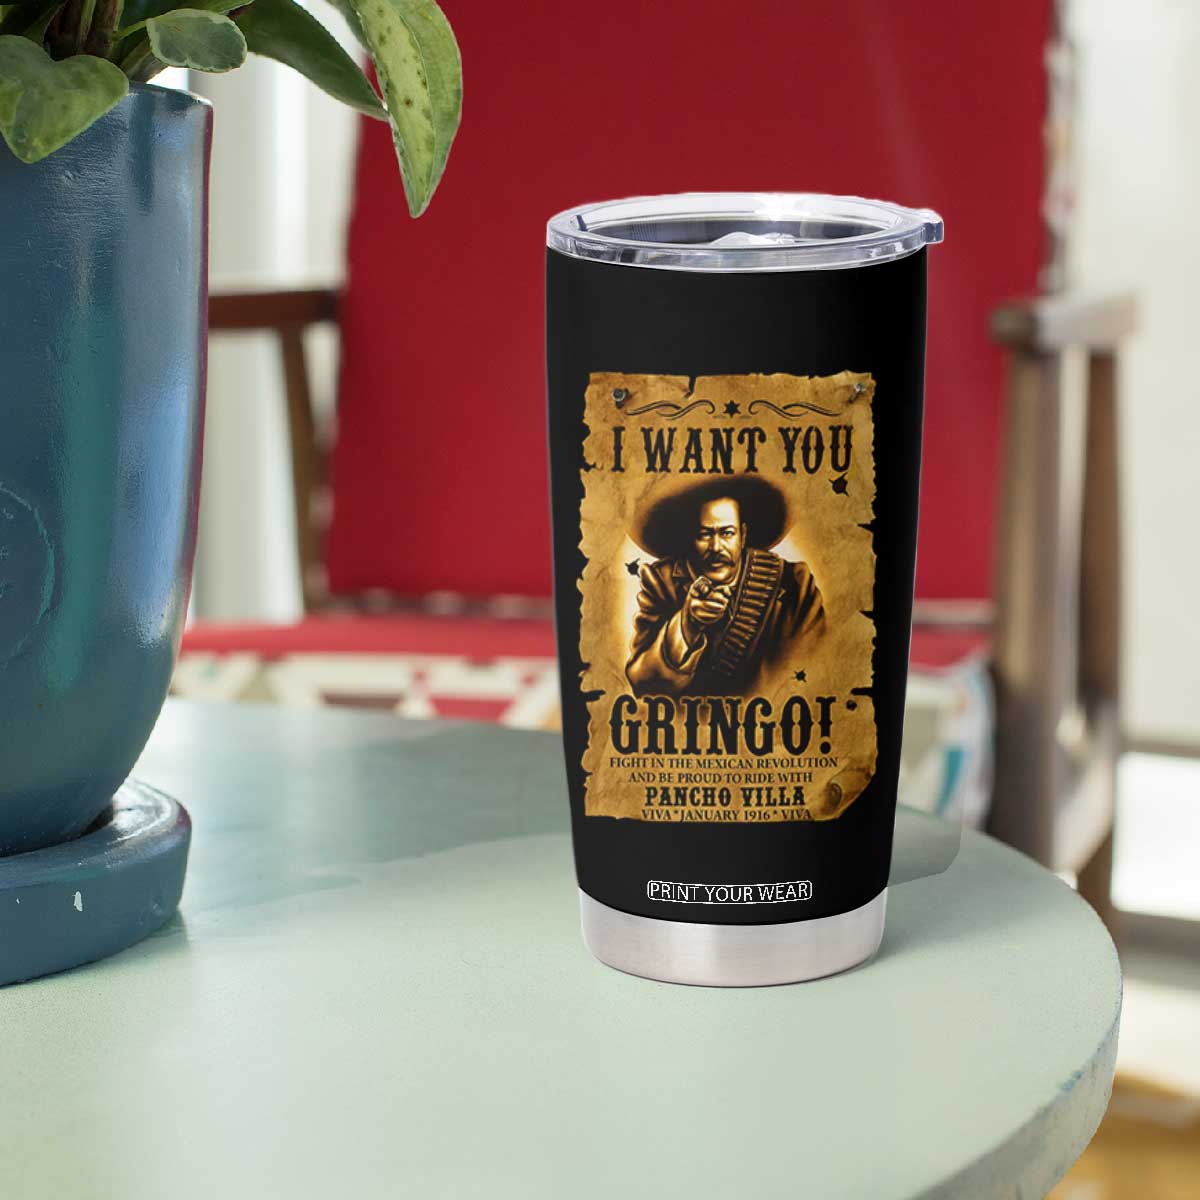 I WANT YOU
GRINGO!
FIGHT IN THE MEXICAN REVOLUTION
AND BE PROUD TO RIDE WITH
PANCHO VILLA
VIVA * JANUARY 1916 * VIVA
PRINT YOUR WEAR